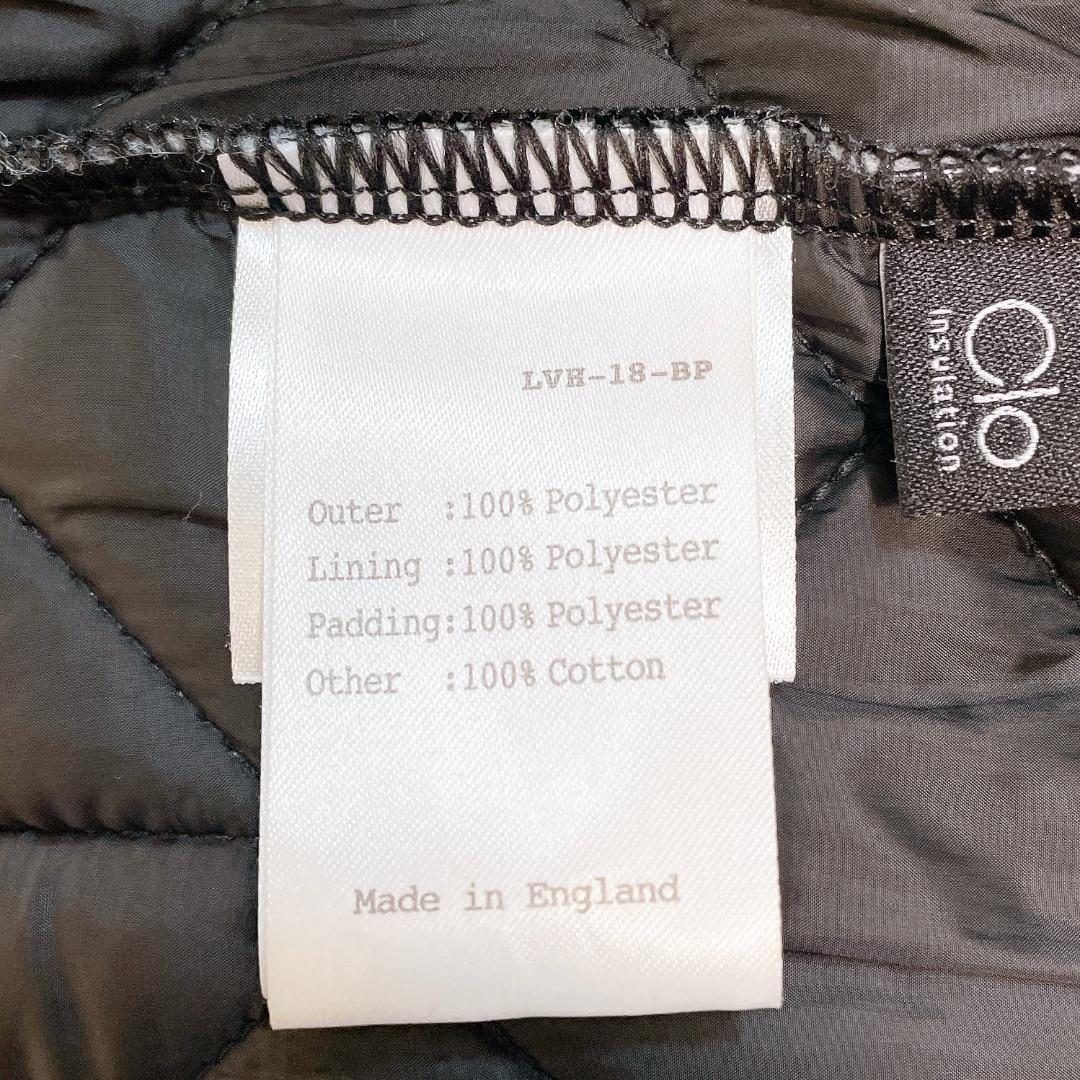 LVH-18-BP
Outer :100% Polyester
Lining :100% Polyester
Padding:100% Polyester
Other :100% Cotton
Made in England
Clo
insulation